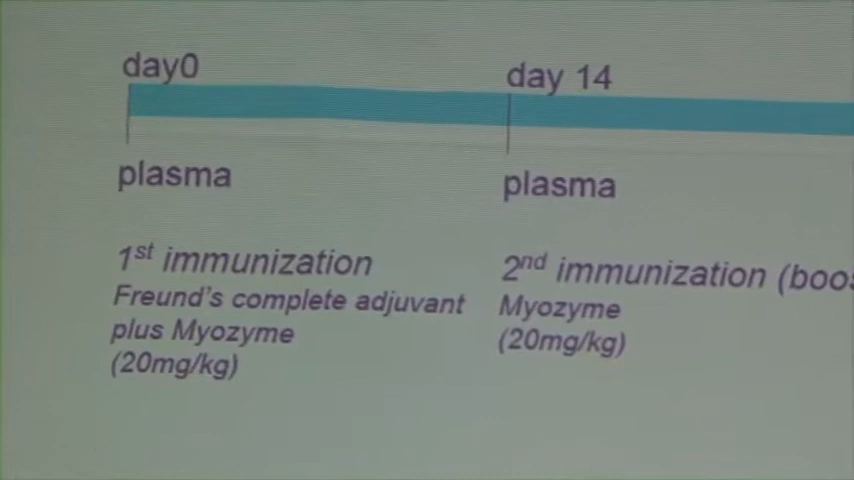 day0
day 14
plasma
plasma
1st immunization
Freund's complete adjuvant
plus Myozyme
(20mg/kg)
2nd immunization (boos
Myozyme
(20mg/kg)